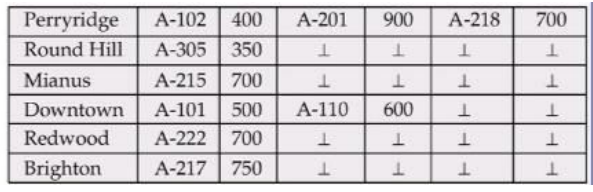 Perryridge A-102 400 A-201 900 A-218 700
Round Hill A-305 350 ⊥ ⊥ ⊥ ⊥
Mianus A-215 700 ⊥ ⊥ ⊥ ⊥
Downtown A-101 500 A-110 600 ⊥ ⊥
Redwood A-222 700 ⊥ ⊥ ⊥ ⊥
Brighton A-217 750 ⊥ ⊥ ⊥ ⊥